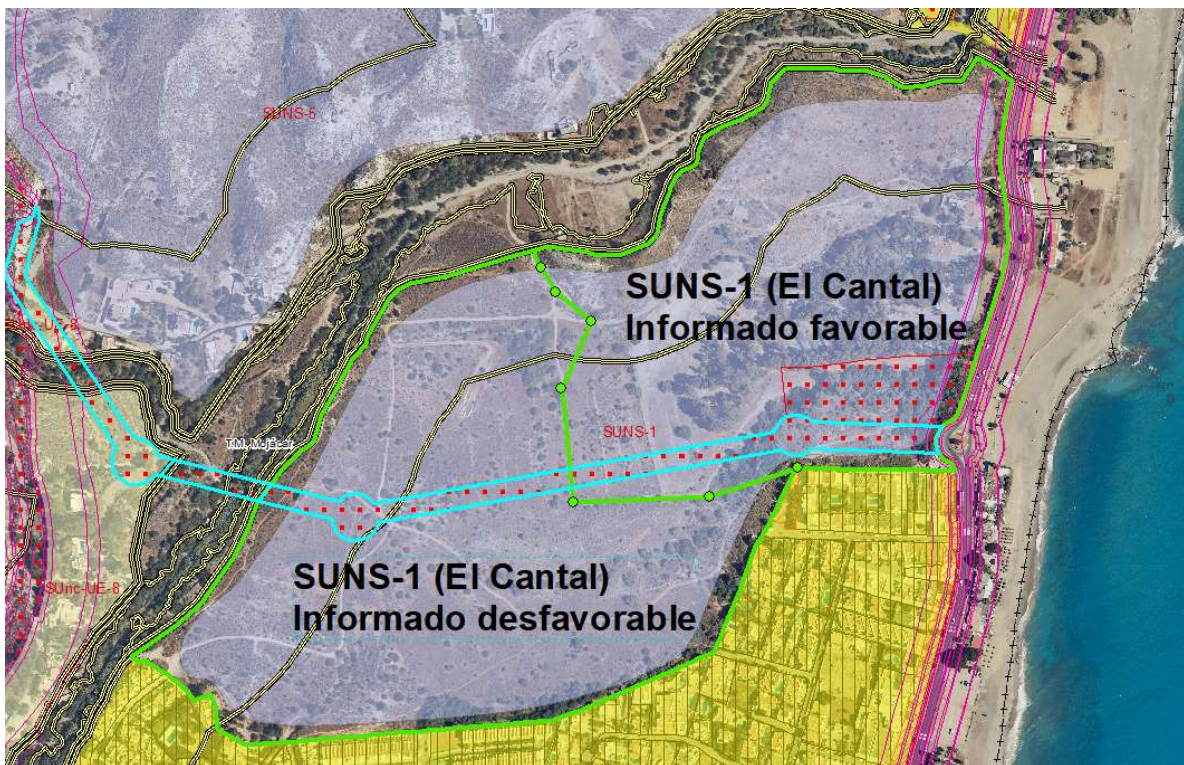 SUNS-5
SUNS-1 (El Cantal)
Informado favorable
SUNS-1
T.M. Mojácar
SUNS-1 (El Cantal)
Informado desfavorable
SUnc-UE-8